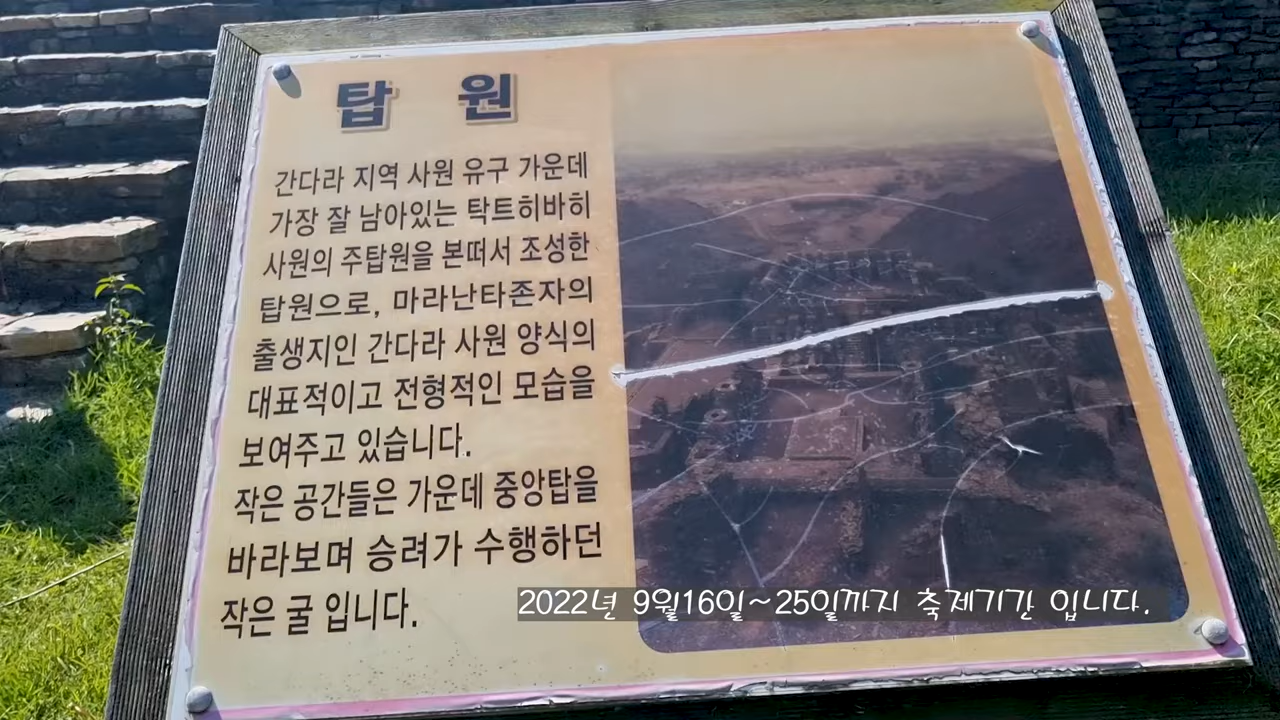 탑 원
간다라 지역 사원 유구 가운데
가장 잘 남아있는 탁트히바히
사원의 주탑원을 본떠서 조성한
탑원으로, 마라난타존자의
출생지인 간다라 사원 양식의
대표적이고 전형적인 모습을
보여주고 있습니다.
작은 공간들은 가운데 중앙탑을
바라보며 승려가 수행하던
작은 굴 입니다.
2022년 9월16일~25일까지 축제기간 입니다.